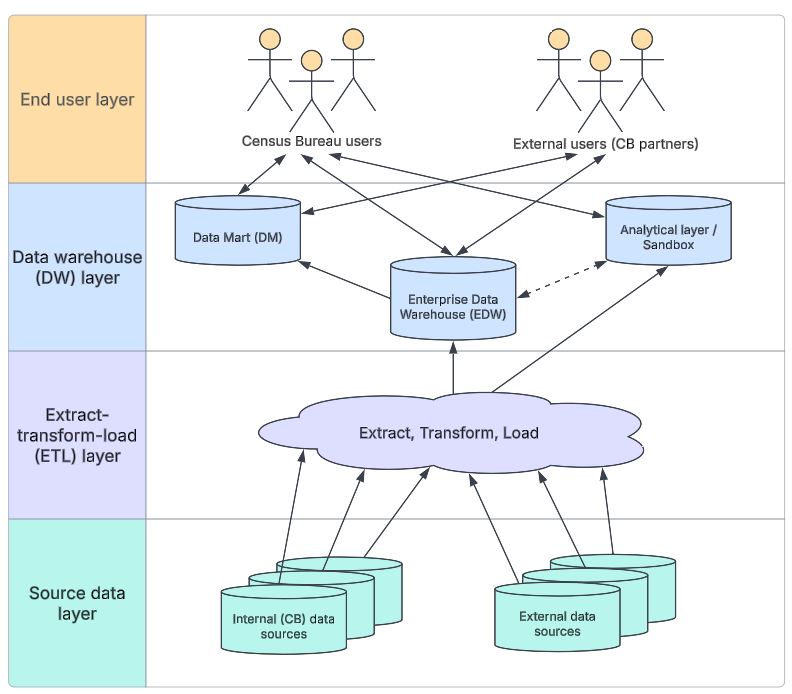 End user layer
Census Bureau users
External users (CB partners)
Data warehouse
(DW) layer
Data Mart (DM)
Analytical layer /
Sandbox
Enterprise Data
Warehouse (EDW)
Extract-
transform-load
(ETL) layer
Extract, Transform, Load
Source data
layer
Internal (CB) data
sources
External data
sources